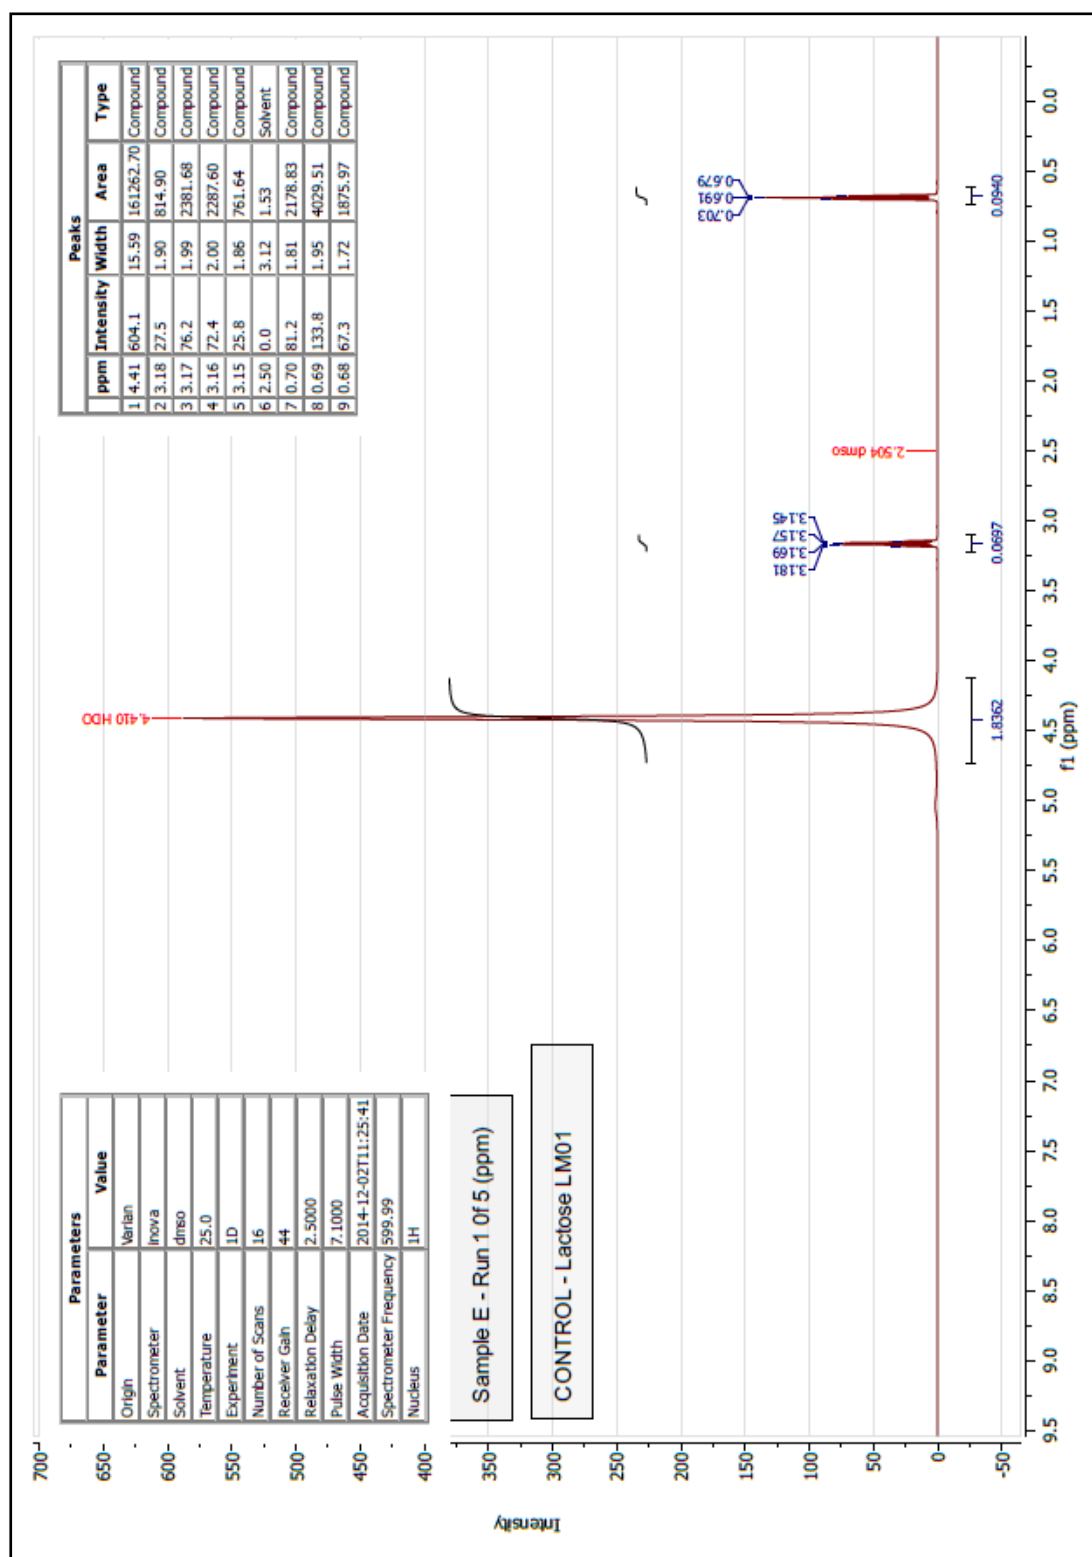 Parameters
Parameter Value
Origin Varian
Spectrometer Inova
Solvent dmso
Temperature 25.0
Experiment 1D
Number of Scans 16
Receiver Gain 44
Relaxation Delay 2.5000
Pulse Width 7.1000
Acquisition Date 2014-12-02T11:25:41
Spectrometer Frequency 599.99
Nucleus 1H
Peaks
ppm Intensity Width Area Type
1 4.41 604.1 15.59 161262.70 Compound
2 3.18 27.5 1.90 814.90 Compound
3 3.17 76.2 1.99 2381.68 Compound
4 3.16 72.4 2.00 2287.60 Compound
5 3.15 25.8 1.86 761.64 Compound
6 2.50 0.0 3.12 1.53 Solvent
7 0.70 81.2 1.81 2178.83 Compound
8 0.69 133.8 1.95 4029.51 Compound
9 0.68 67.3 1.72 1875.97 Compound
Sample E - Run 1 0f 5 (ppm)
CONTROL - Lactose LM01
4.410 HDO
3.181
3.169
3.157
3.145
2.504 dmso
0.703
0.691
0.679
1.8362
0.0697
0.0940
700
650
600
550
500
450
400
350
300
250
200
150
100
50
0
-50
Intensity
9.5 9.0 8.5 8.0 7.5 7.0 6.5 6.0 5.5 5.0 4.5 4.0 3.5 3.0 2.5 2.0 1.5 1.0 0.5 0.0
f1 (ppm)